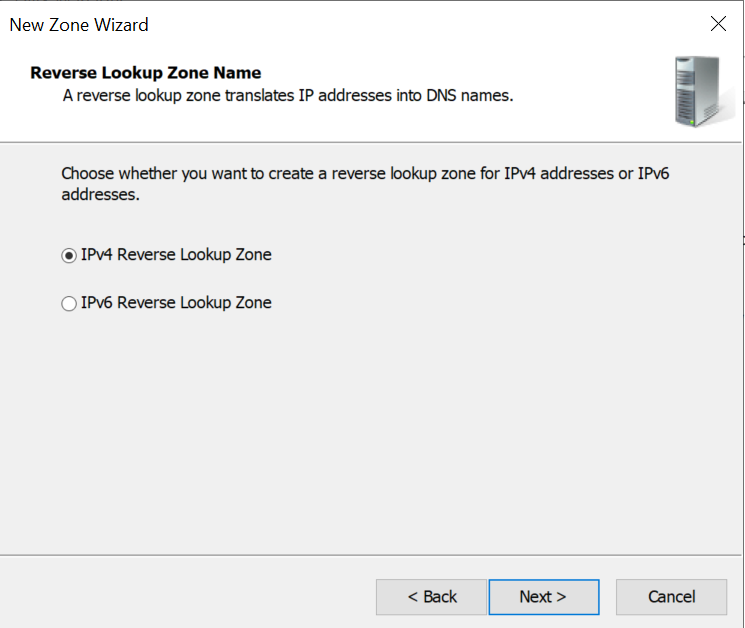 New Zone Wizard
Reverse Lookup Zone Name
A reverse lookup zone translates IP addresses into DNS names.
Choose whether you want to create a reverse lookup zone for IPv4 addresses or IPv6
addresses.
IPv4 Reverse Lookup Zone
IPv6 Reverse Lookup Zone
< Back
Next >
Cancel